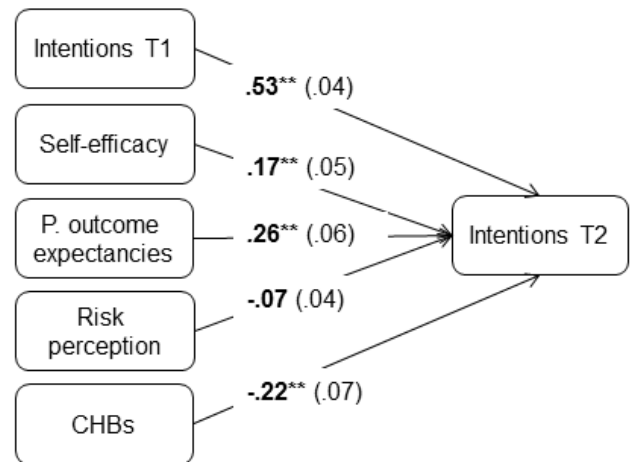 Intentions T1
.53** (.04)
Self-efficacy
.17** (.05)
P. outcome
expectancies
.26** (.06)
Intentions T2
Risk
perception
-.07 (.04)
CHBs
-.22** (.07)